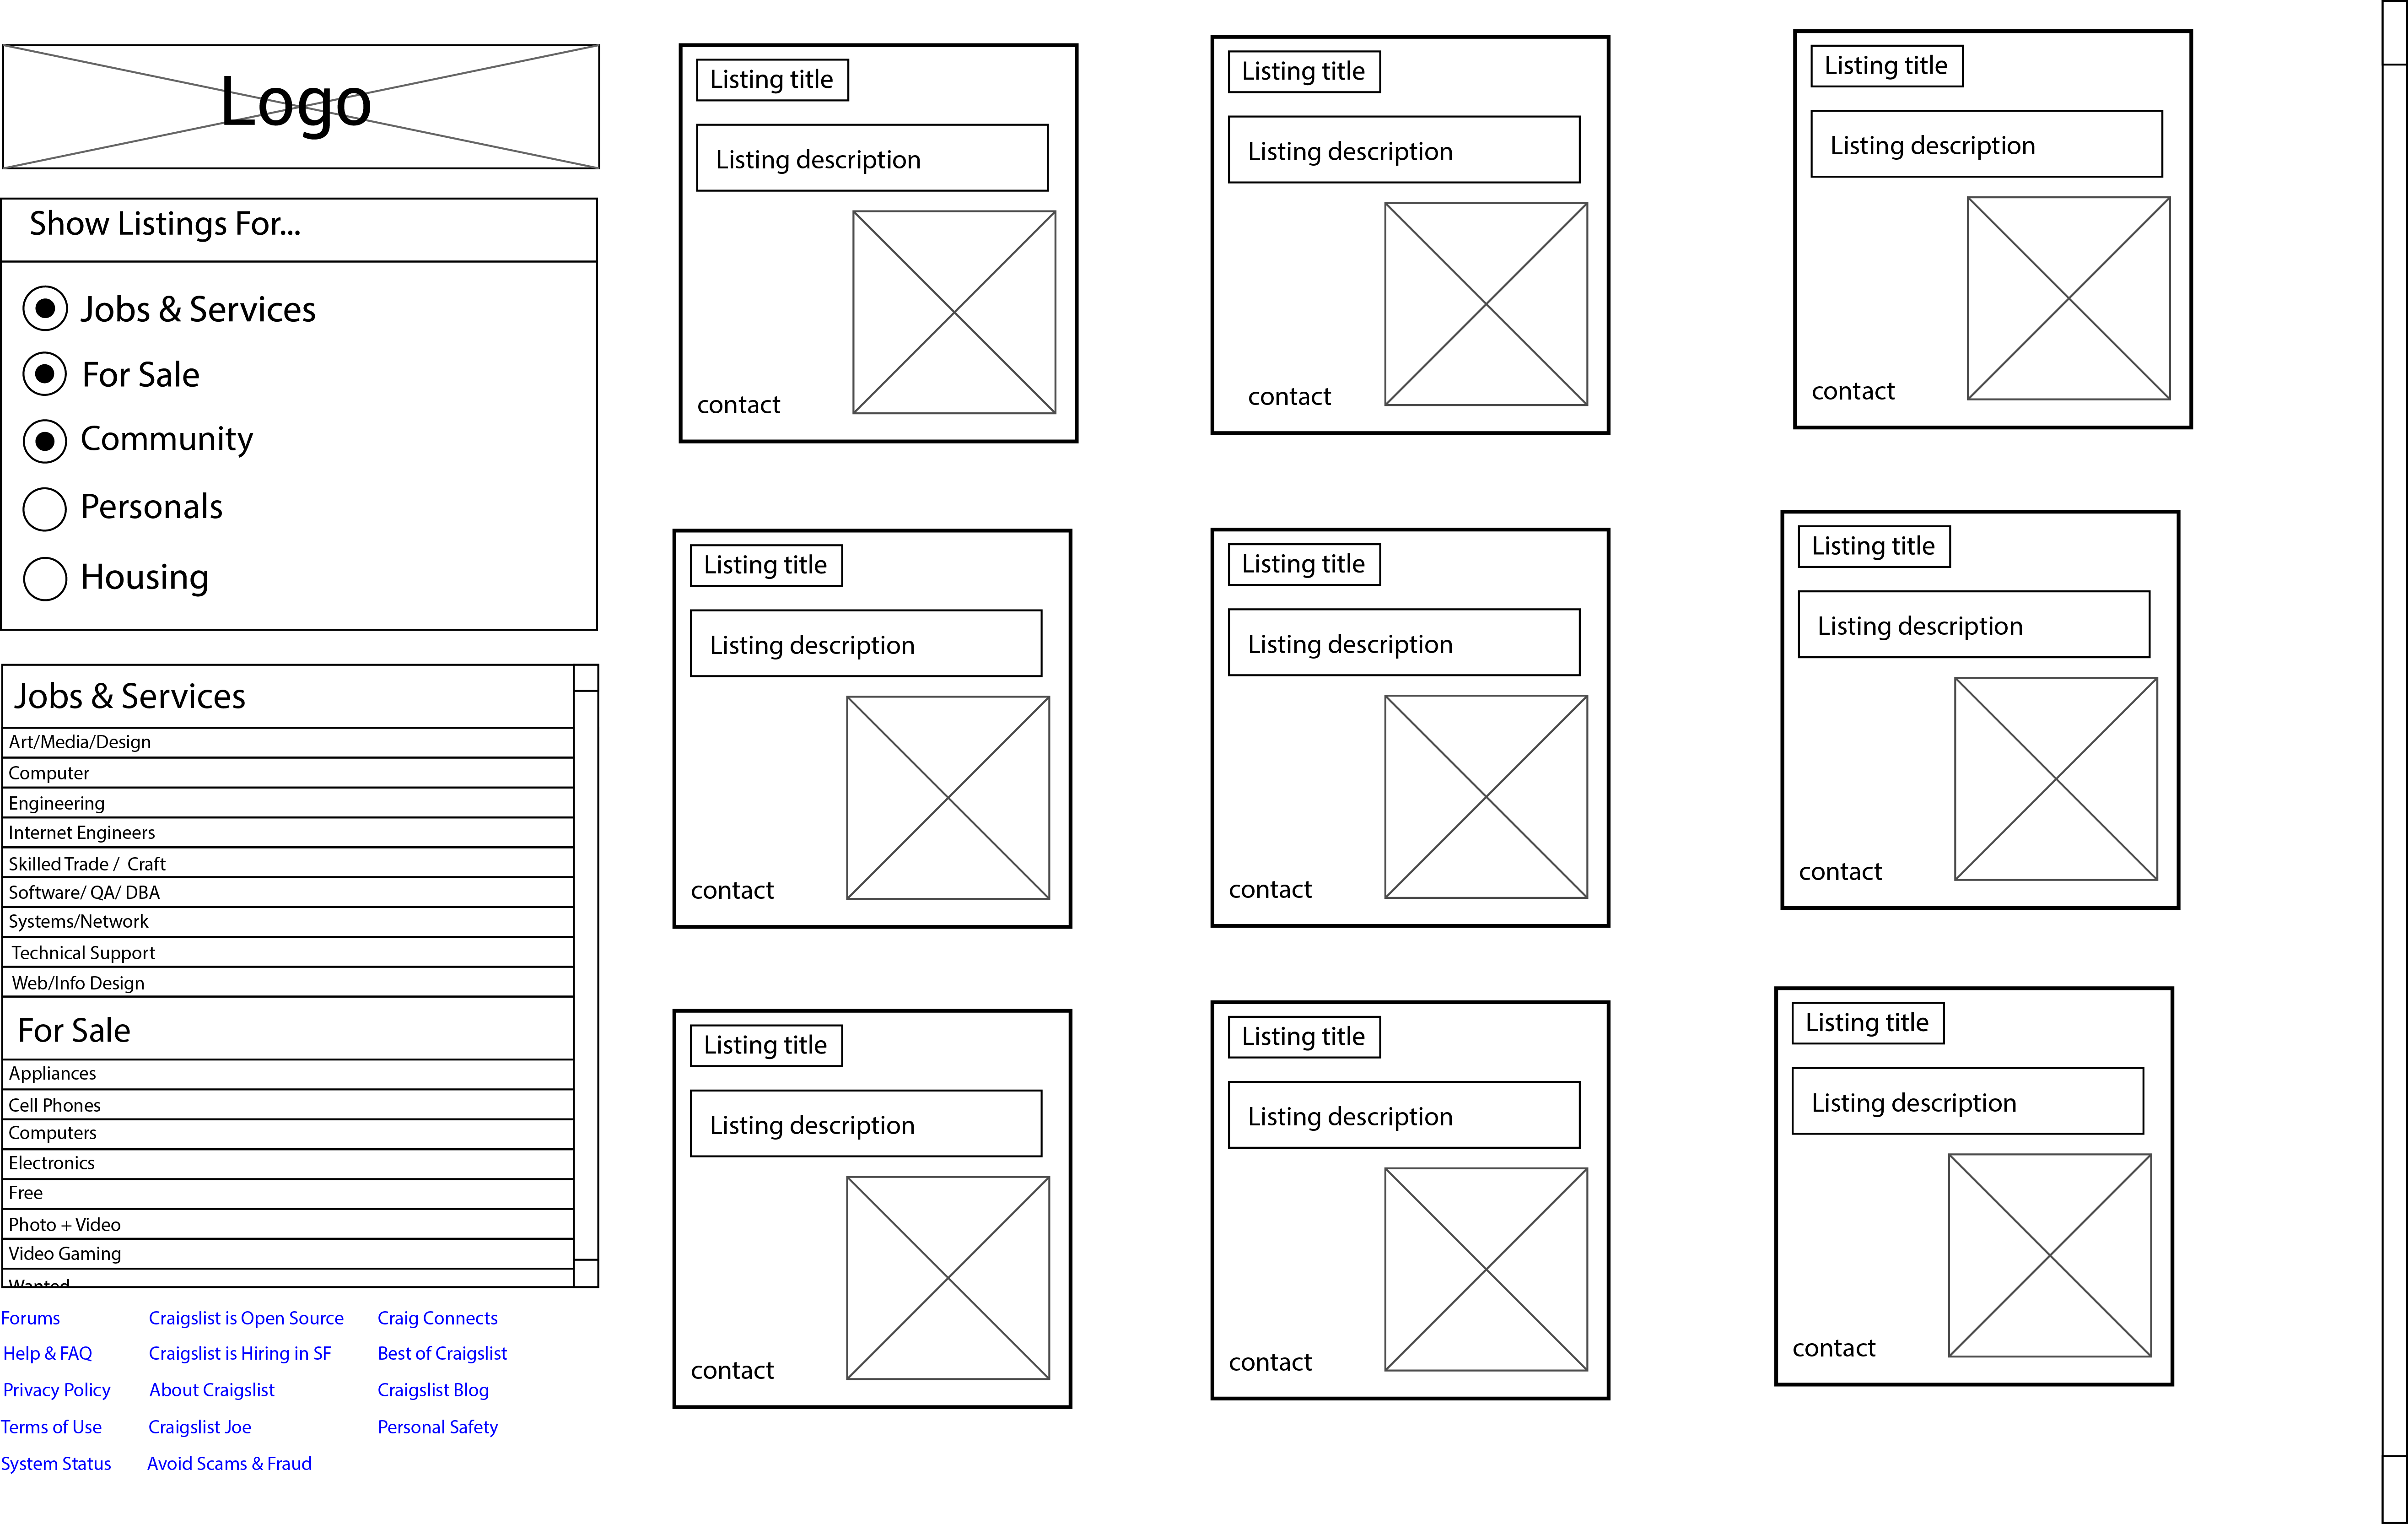 Logo
Show Listings For...
Jobs & Services
For Sale
Community
Personals
Housing
Jobs & Services
Art/Media/Design
Computer
Engineering
Internet Engineers
Skilled Trade /  Craft
Software/ QA/ DBA
Systems/Network
Technical Support
Web/Info Design
For Sale
Appliances
Cell Phones
Computers
Electronics
Free
Photo + Video
Video Gaming
Wanted
Forums
Help & FAQ
Privacy Policy
Terms of Use
System Status
Craigslist is Open Source
Craigslist is Hiring in SF
About Craigslist
Craigslist Joe
Avoid Scams & Fraud
Craig Connects
Best of Craigslist
Craigslist Blog
Personal Safety
Listing title
Listing description
contact
Listing title
Listing description
contact
Listing title
Listing description
contact
Listing title
Listing description
contact
Listing title
Listing description
contact
Listing title
Listing description
contact
Listing title
Listing description
contact
Listing title
Listing description
contact
Listing title
Listing description
contact